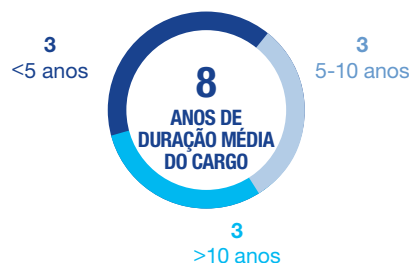 3
<5 anos
3
5-10 anos
8
ANOS DE
DURAÇÃO MÉDIA
DO CARGO
3
>10 anos